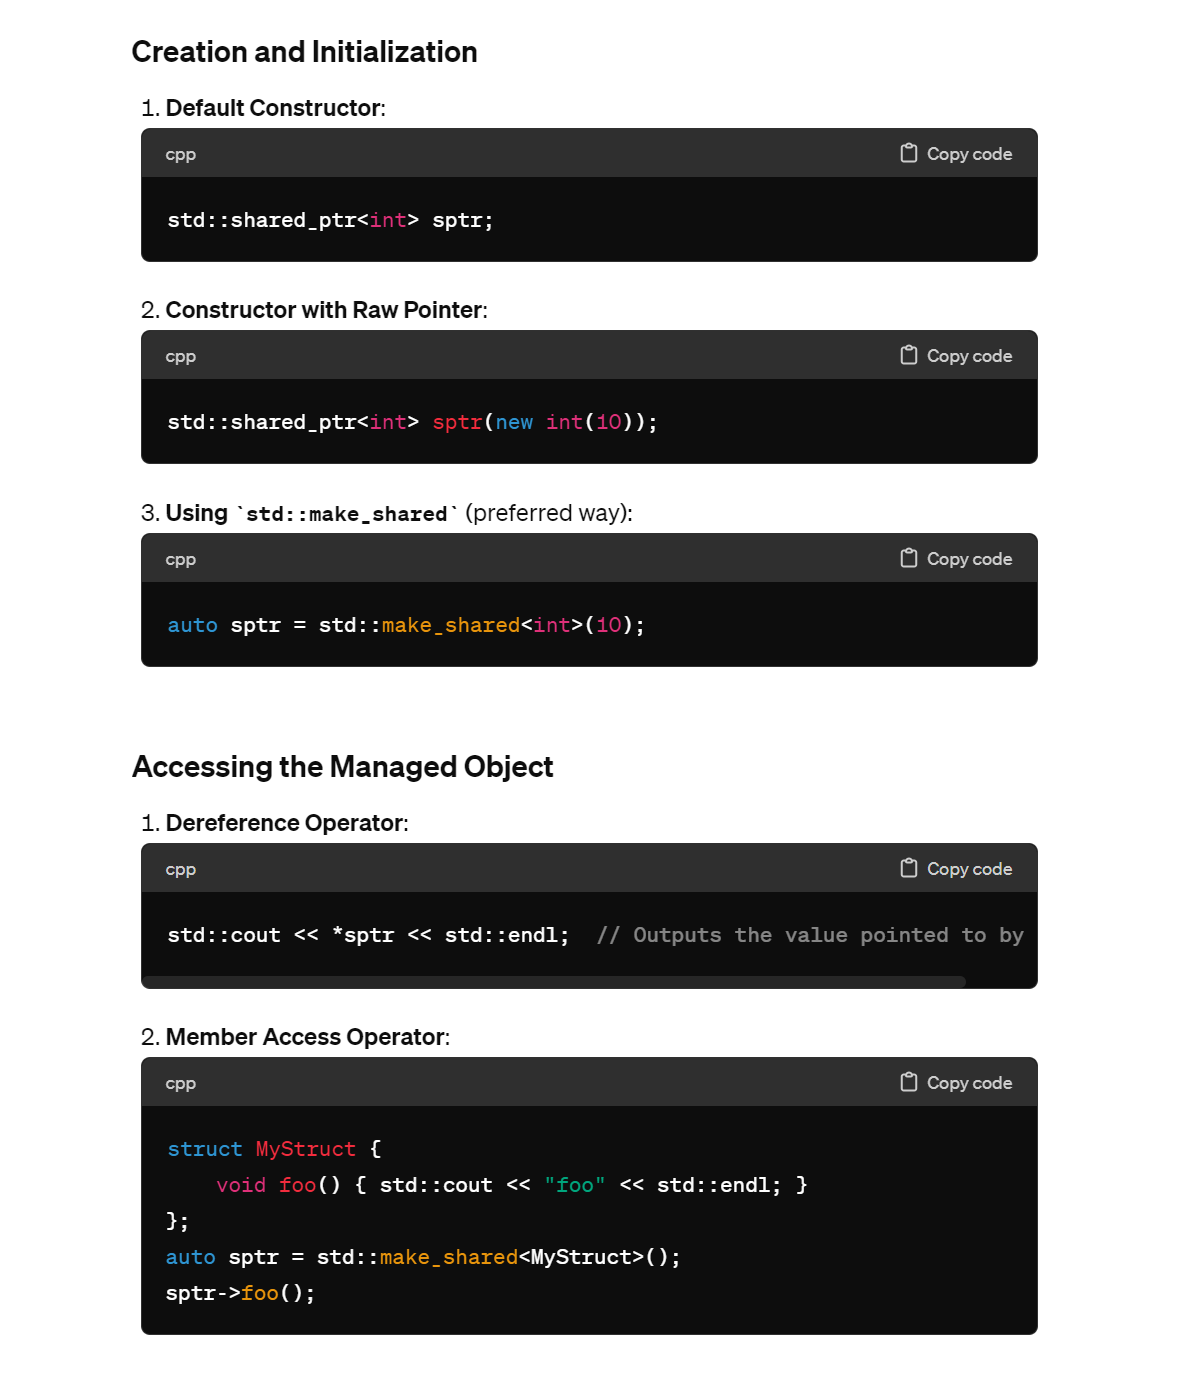 Creation and Initialization
1. Default Constructor:
cpp
Copy code
std::shared_ptr<int> sptr;
2. Constructor with Raw Pointer:
cpp
Copy code
std::shared_ptr<int> sptr(new int(10));
3. Using `std::make_shared` (preferred way):
cpp
Copy code
auto sptr = std::make_shared<int>(10);
Accessing the Managed Object
1. Dereference Operator:
cpp
Copy code
std::cout << *sptr << std::endl;  // Outputs the value pointed to by
2. Member Access Operator:
cpp
Copy code
struct MyStruct {
    void foo() { std::cout << "foo" << std::endl; }
};
auto sptr = std::make_shared<MyStruct>();
sptr->foo();